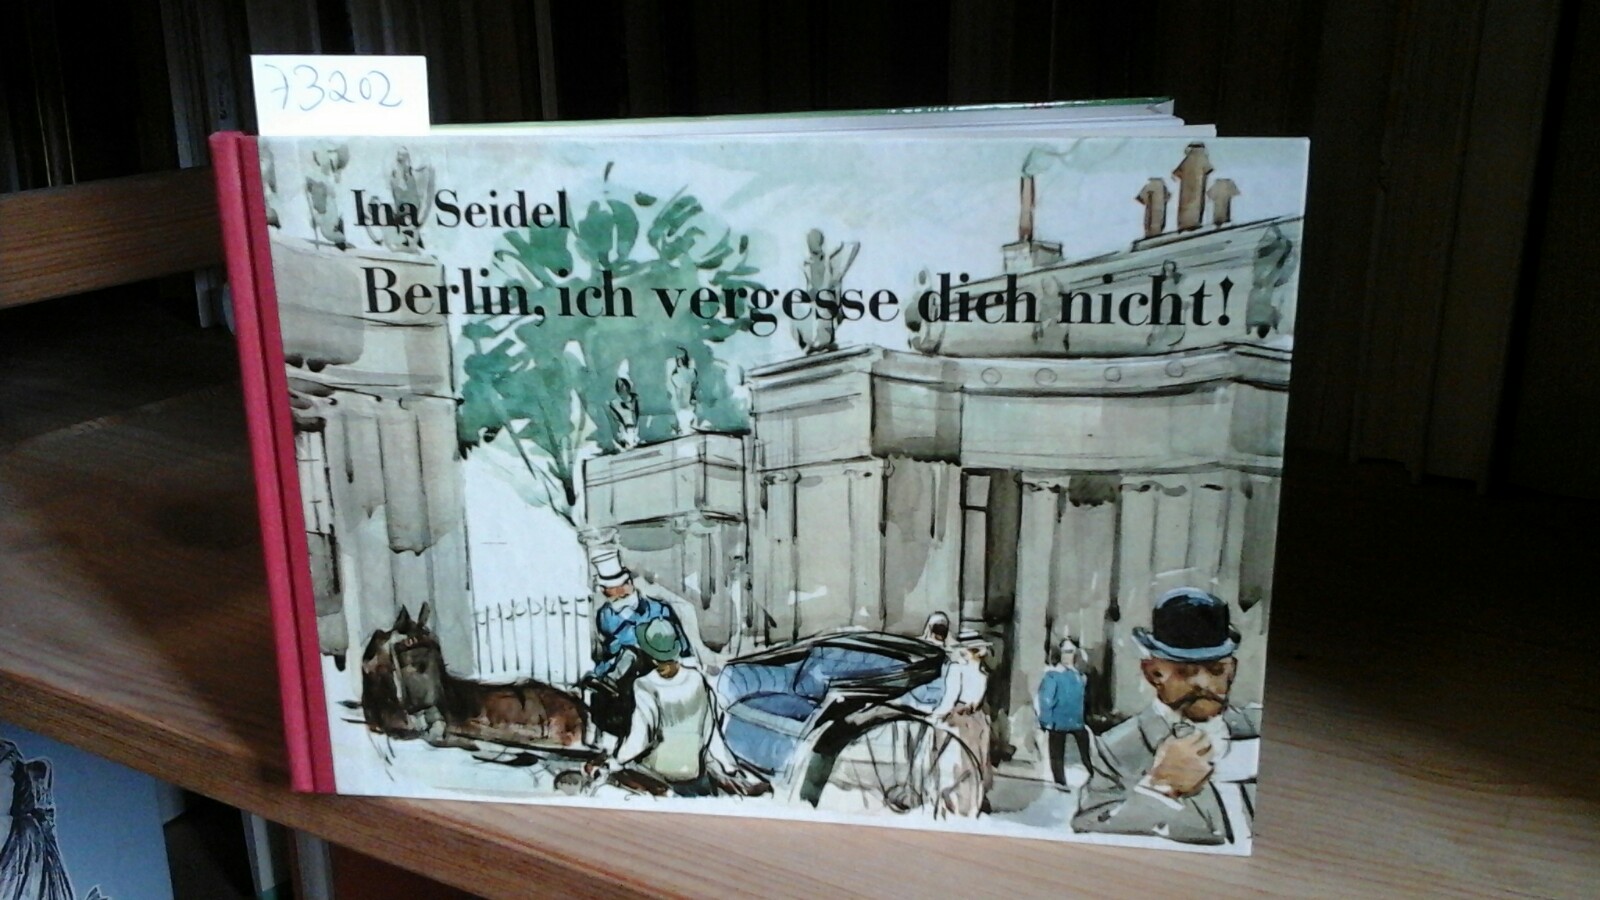 73202
Ina Seidel
Berlin, ich vergesse dich nicht!